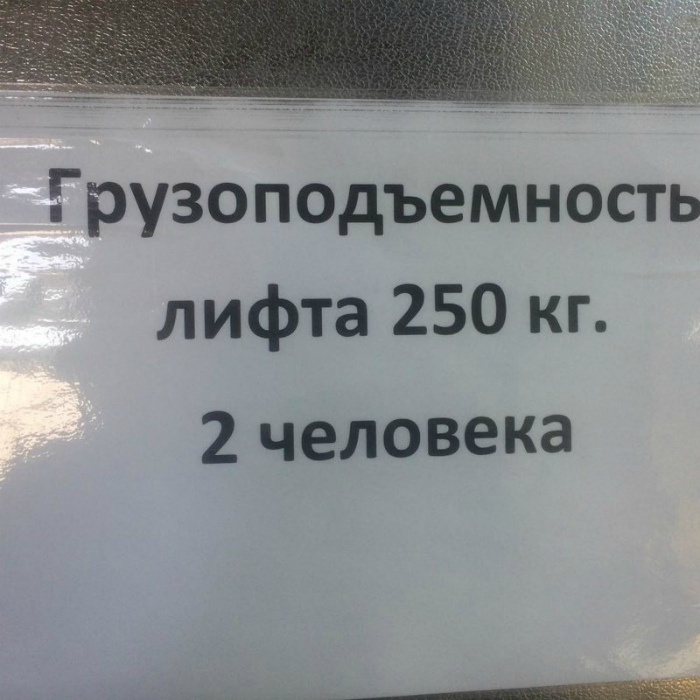 Грузоподъемность
лифта 250 кг.
2 человека